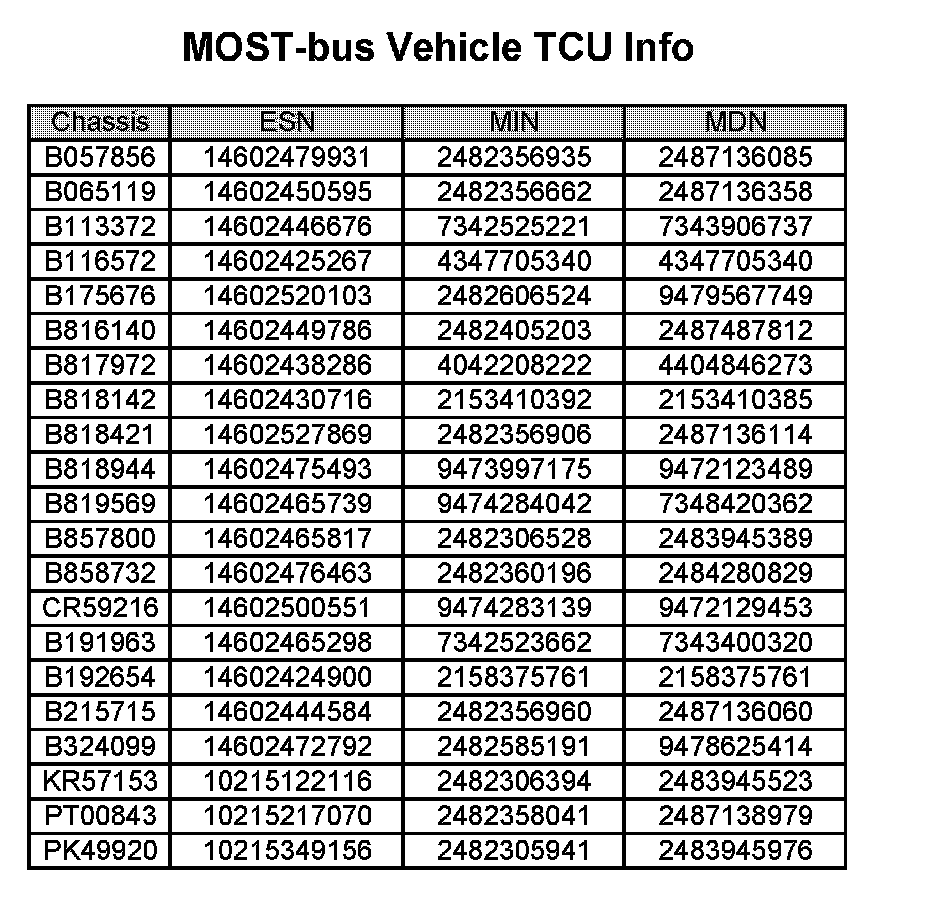 MOST-bus Vehicle TCU Info
Chassis ESN MIN MDN
B057856 14602479931 2482356935 2487136085
B065119 14602450595 2482356662 2487136358
B113372 14602446676 7342525221 7343906737
B116572 14602425267 4347705340 4347705340
B175676 14602520103 2482606524 9479567749
B816140 14602449786 2482405203 2487487812
B817972 14602438286 4042208222 4404846273
B818142 14602430716 2153410392 2153410385
B818421 14602527869 2482356906 2487136114
B818944 14602475493 9473997175 9472123489
B819569 14602465739 9474284042 7348420362
B857800 14602465817 2482306528 2483945389
B858732 14602476463 2482360196 2484280829
CR59216 14602500551 9474283139 9472129453
B191963 14602465298 7342523662 7343400320
B192654 14602424900 2158375761 2158375761
B215715 14602444584 2482356960 2487136060
B324099 14602472792 2482585191 9478625414
KR57153 10215122116 2482306394 2483945523
PT00843 10215217070 2482358041 2487138979
PK49920 10215349156 2482305941 2483945976